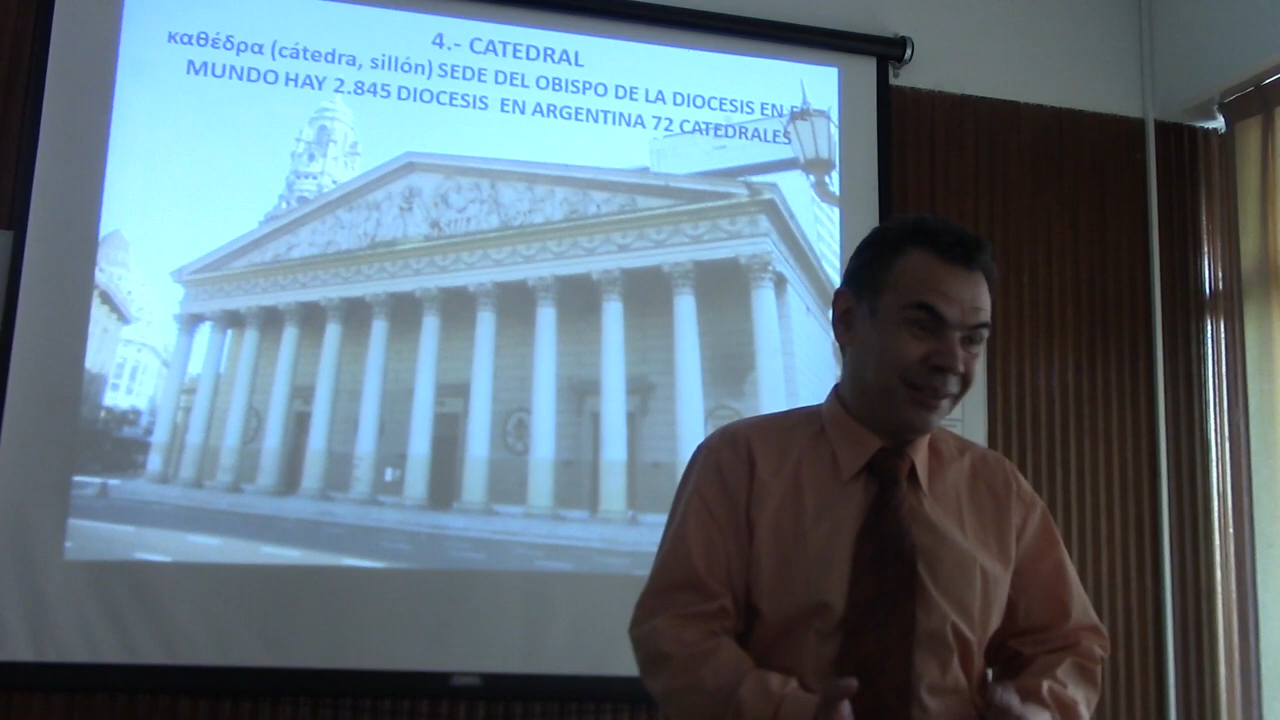 4.- CATEDRAL
καθέδρα (cátedra, sillón) SEDE DEL OBISPO DE LA DIOCESIS EN EL
MUNDO HAY 2.845 DIOCESIS EN ARGENTINA 72 CATEDRALES